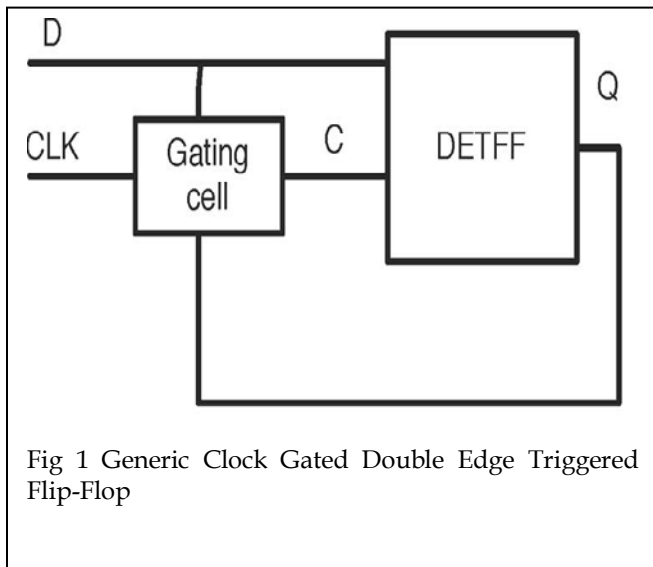 D
Q
CLK
Gating
cell
C
DETFF
Fig 1 Generic Clock Gated Double Edge Triggered
Flip-Flop